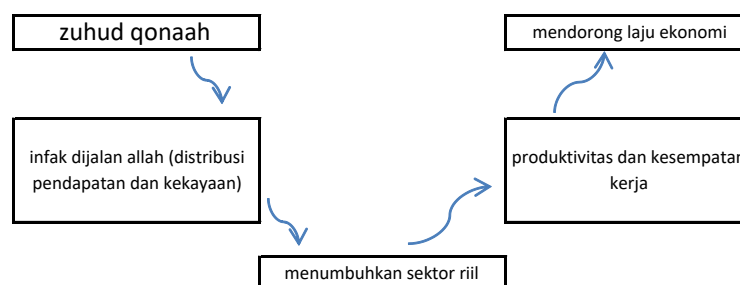 zuhud qonaah
infak dijalan allah (distribusi
pendapatan dan kekayaan)
menumbuhkan sektor riil
produktivitas dan kesempatan
kerja
mendorong laju ekonomi